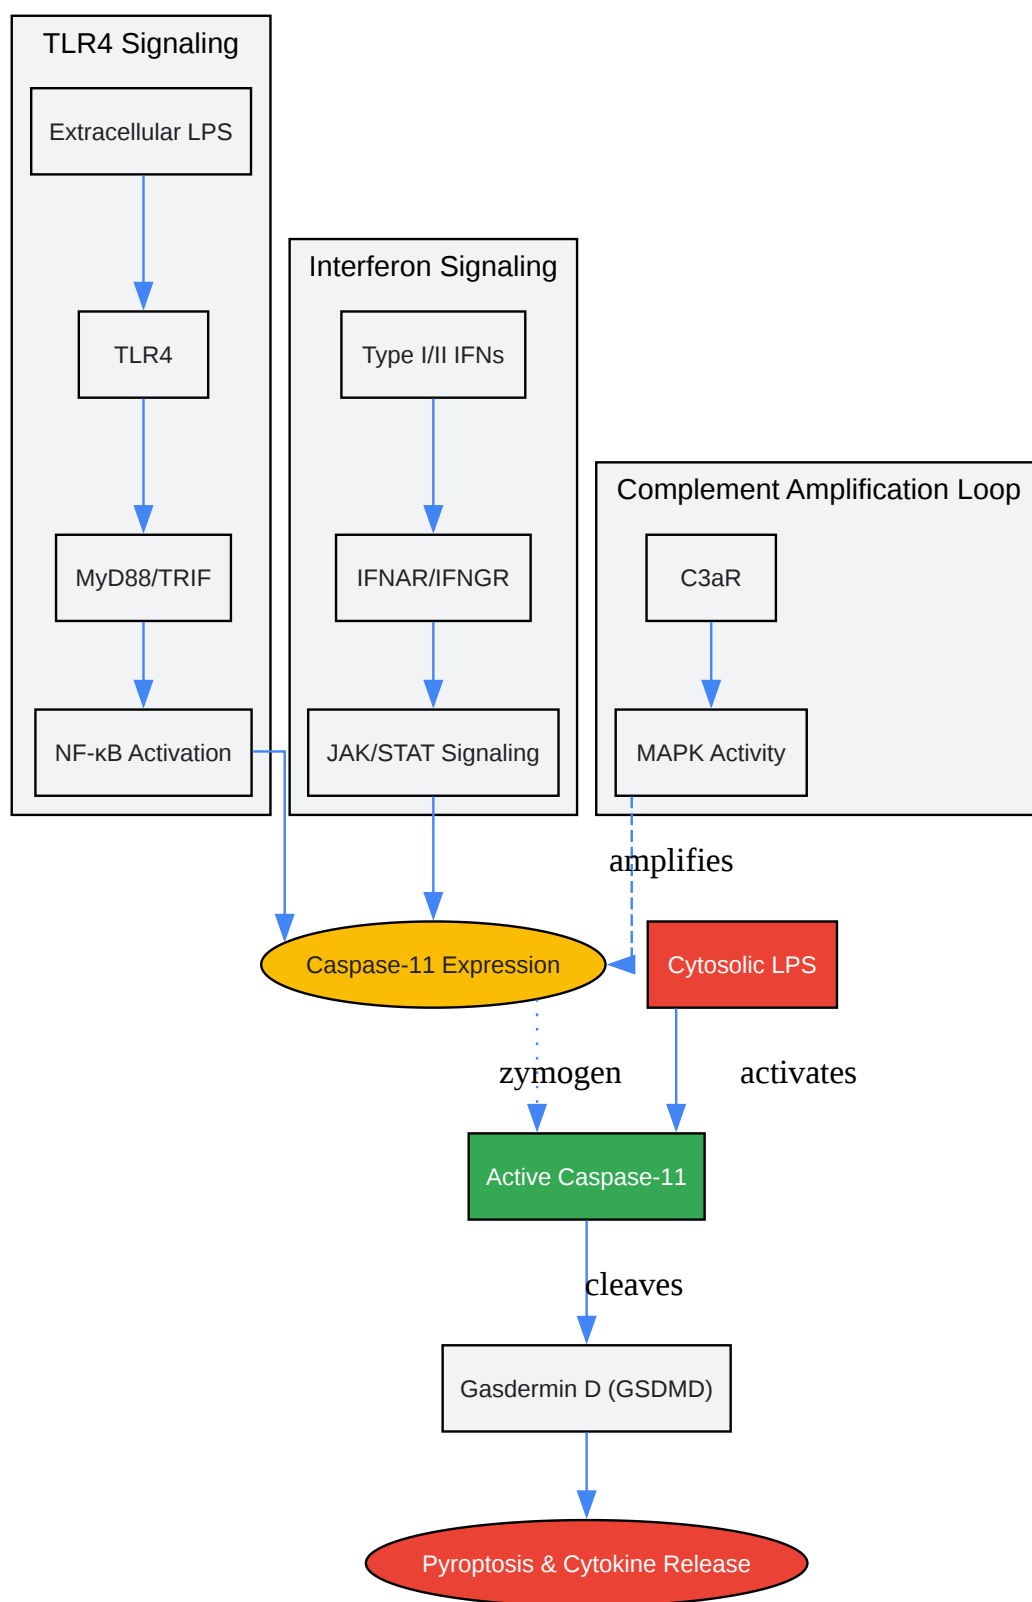 TLR4 Signaling
Extracellular LPS
TLR4
MyD88/TRIF
NF-κB Activation
Interferon Signaling
Type I/II IFNs
IFNAR/IFNGR
JAK/STAT Signaling
Complement Amplification Loop
C3aR
MAPK Activity
amplifies
Caspase-11 Expression
Cytosolic LPS
zymogen
activates
Active Caspase-11
cleaves
Gasdermin D (GSDMD)
Pyroptosis & Cytokine Release